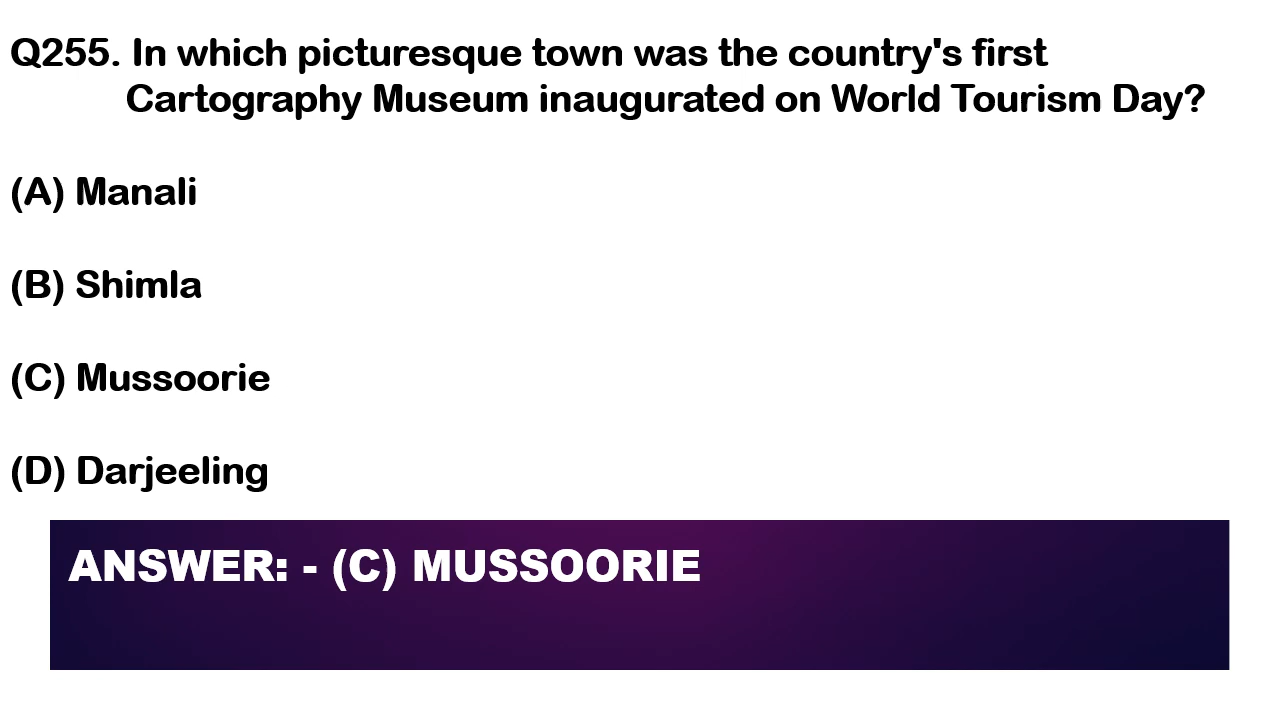 Q255. In which picturesque town was the country's first
Cartography Museum inaugurated on World Tourism Day?
(A) Manali
(B) Shimla
(C) Mussoorie
(D) Darjeeling
ANSWER: - (C) MUSSOORIE